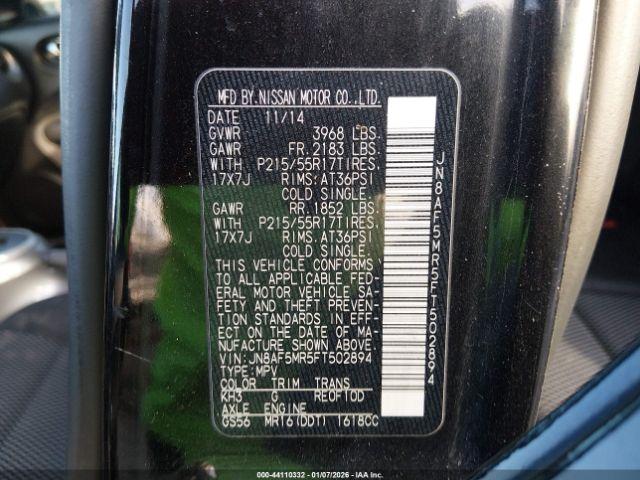 MFD BY.NISSAN MOTOR CO.,LTD.
DATE 11/14
GVWR 3968 LBS.
GAWR FR. 2183 LBS.
WITH P215/55R17TIRES.
17X7J RIMS: AT36PSI
COLD SINGLE.
GAWR RR. 1852 LBS.
WITH P215/55R17TIRES.
17X7J RIMS: AT36PSI
COLD SINGLE.
THIS VEHICLE CONFORMS
TO ALL APPLICABLE FED-
ERAL MOTOR VEHICLE SA-
FETY AND THEFT PREVEN-
TION STANDARDS IN EFF-
ECT ON THE DATE OF MA-
NUFACTURE SHOWN ABOVE.
VIN: JN8AF5MR5FT502894
TYPE: MPV
COLOR TRIM TRANS
KH3 G RE0F10D
AXLE ENGINE
GS56 MR16(DDT) 1618CC
JN8AF5MR5FT502894
000-44110332 - 01/07/2026 - IAA Inc.